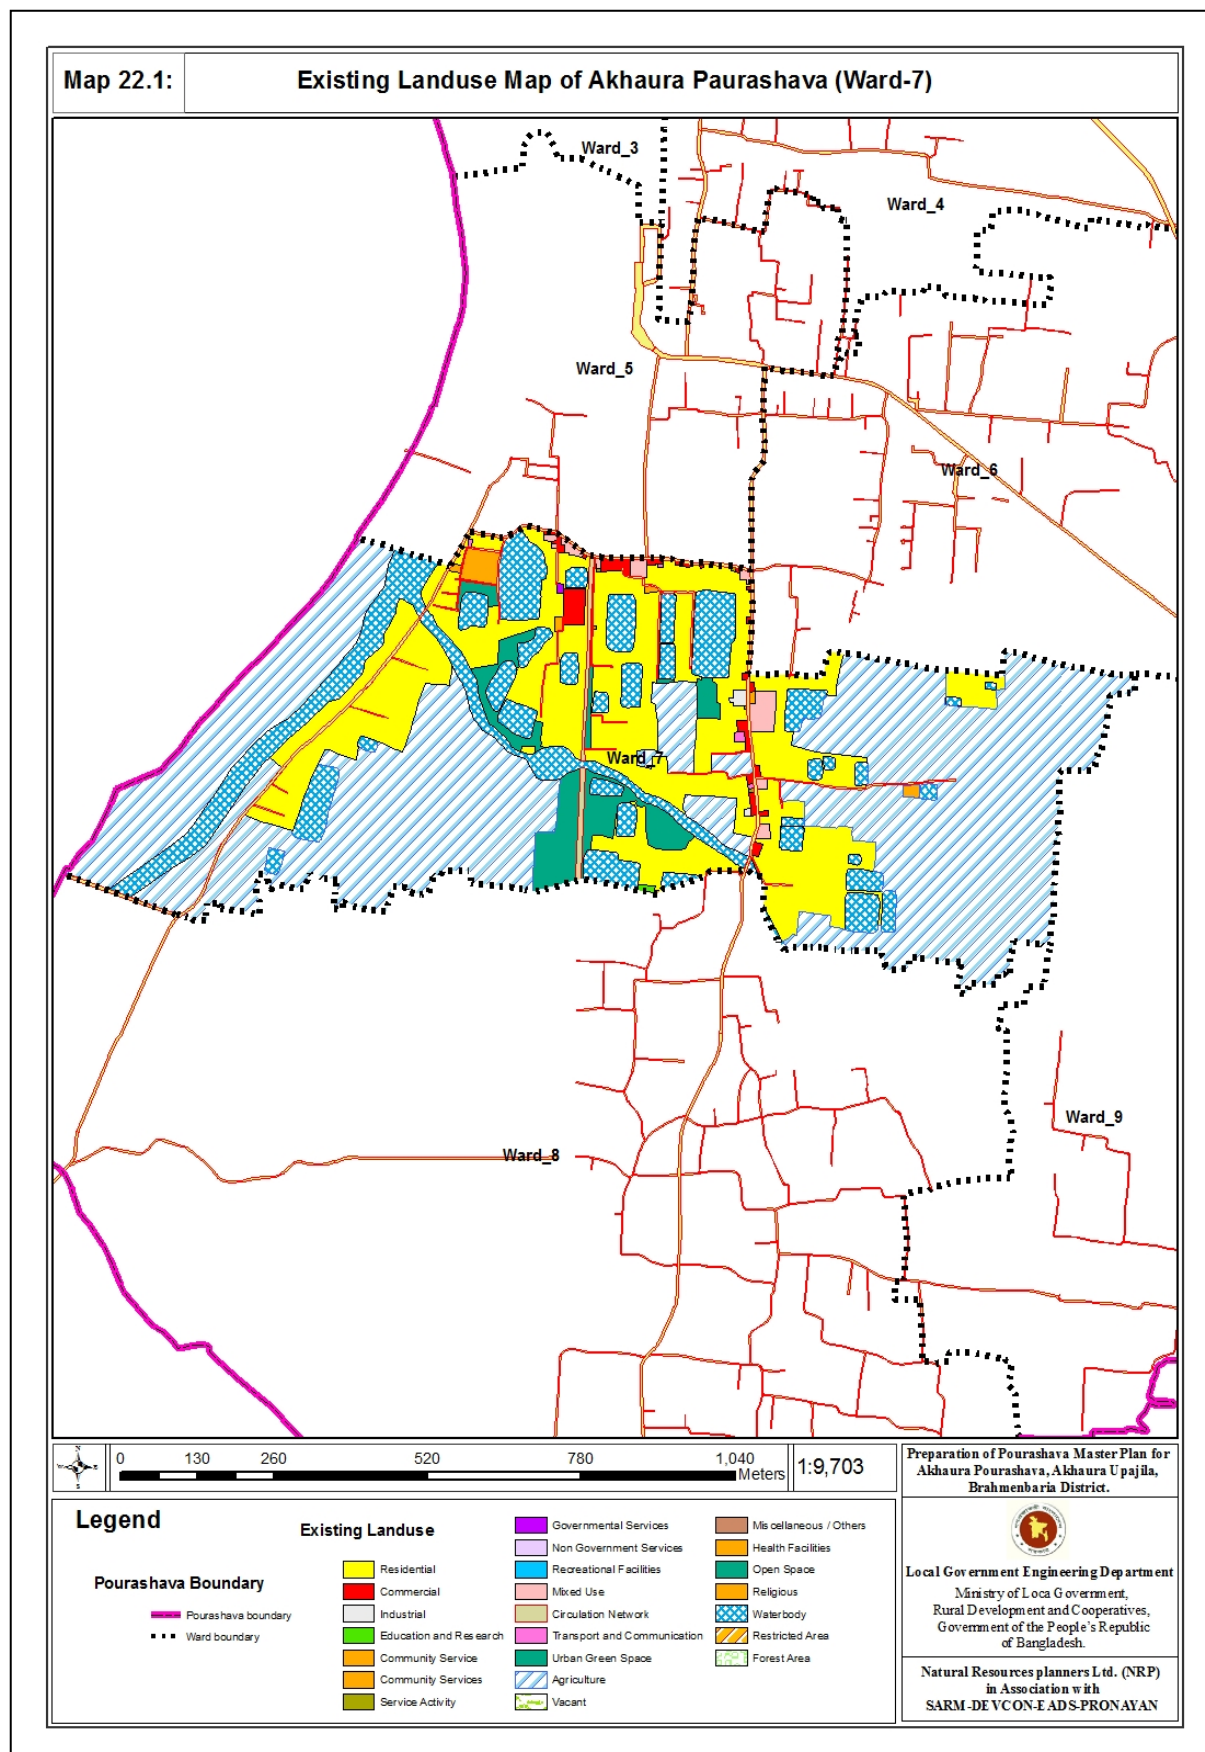 Map 22.1:
Existing Landuse Map of Akhaura Paurashava (Ward-7)
Ward_3
Ward_4
Ward_5
Ward_6
Ward_7
Ward_8
Ward_9
N
W
E
S
0 130 260 520 780 1,040
Meters
1:9,703
Legend
Pourashava Boundary
Pourashava boundary
Ward boundary
Existing Landuse
Residential
Commercial
Industrial
Education and Research
Community Service
Community Services
Service Activity
Governmental Services
Non Government Services
Recreational Facilities
Mixed Use
Circulation Network
Transport and Communication
Urban Green Space
Agriculture
Vacant
Miscellaneous / Others
Health Facilities
Open Space
Religious
Waterbody
Restricted Area
Forest Area
Preparation of Pourashava Master Plan for
Akhaura Pourashava, Akhaura Upajila,
Brahmenbaria District.
Local Government Engineering Department
Ministry of Loca Government,
Rural Development and Cooperatives,
Government of the People's Republic
of Bangladesh.
Natural Resources planners Ltd. (NRP)
in Association with
SARM-DEVCON-EADS-PRONAYAN